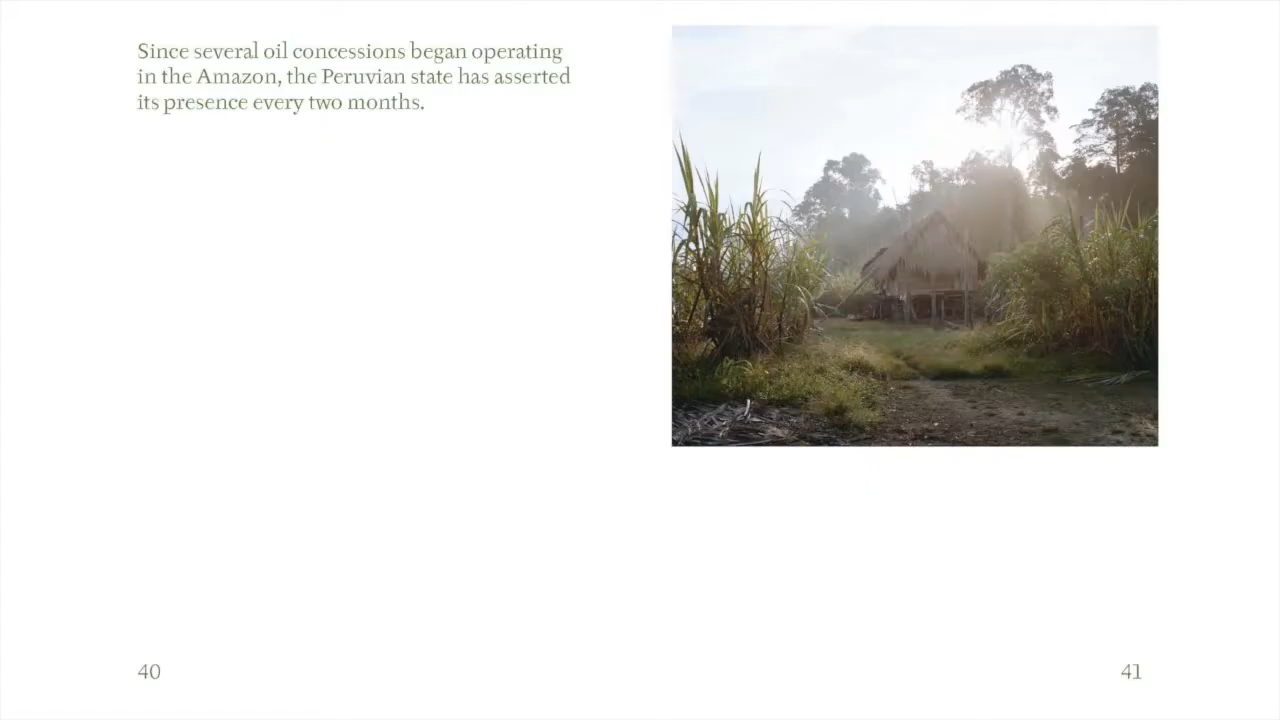 Since several oil concessions began operating
in the Amazon, the Peruvian state has asserted
its presence every two months.
40
41